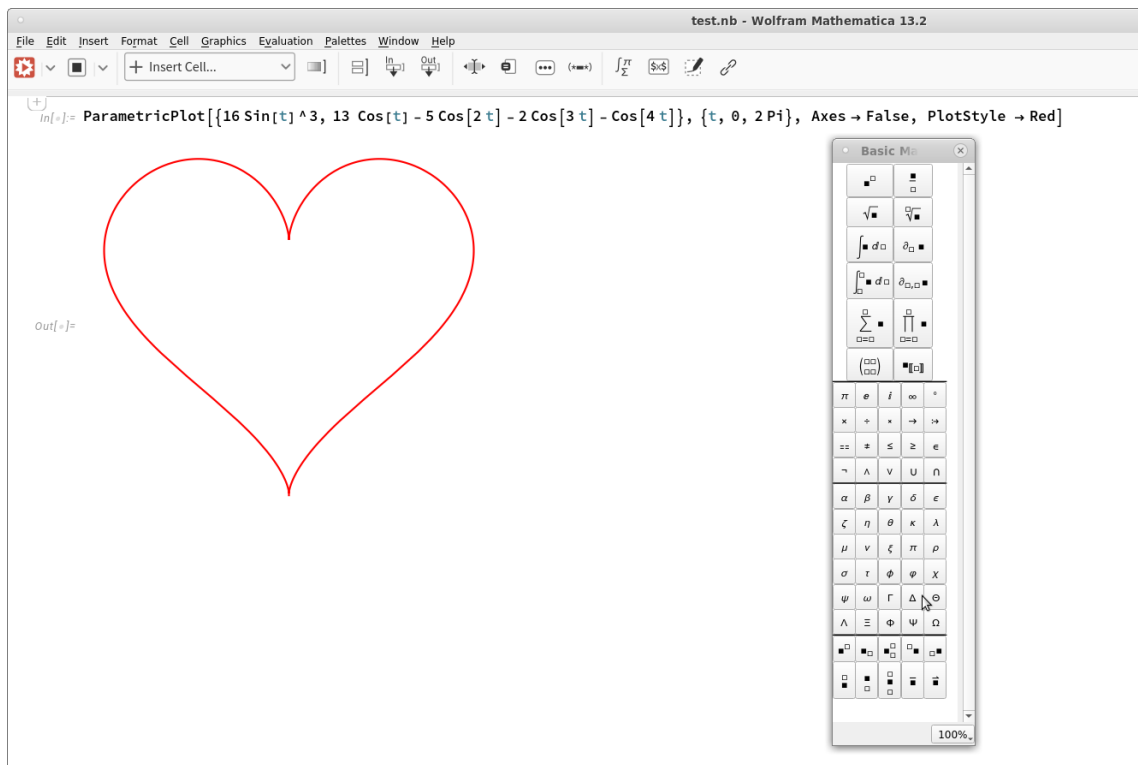 test.nb - Wolfram Mathematica 13.2
File Edit Insert Format Cell Graphics Evaluation Palettes Window Help
+ Insert Cell... In Out ∫π Σ $x$
In[∘]:= ParametricPlot[{16 Sin[t]^3, 13 Cos[t] - 5 Cos[2 t] - 2 Cos[3 t] - Cos[4 t]}, {t, 0, 2 Pi}, Axes → False, PlotStyle → Red]
Out[∘]=
Basic Ma
■□ ■/□
√■ □√■
∫■ d□ ∂□ ■
∫□□ ■ d□ ∂□,□ ■
□∑□=□ ■ □∏□=□ ■
(□□ □□) ■[[□]]
π e i ∞ °
× ÷ × → :→
== ≠ ≤ ≥ ∈
¬ ∧ ∨ ∪ ∩
α β γ δ ϵ
ζ η θ κ λ
μ ν ξ π ρ
σ τ ϕ φ χ
ψ ω Γ Δ Θ
Λ Ξ Φ Ψ Ω
100%